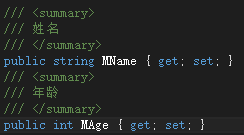 /// <summary>
/// 姓名
/// </summary>
public string MName { get; set; }
/// <summary>
/// 年龄
/// </summary>
public int MAge { get; set; }